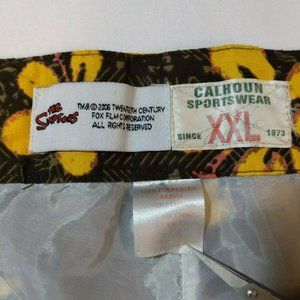 THE
SIMPSONS
TM & © 2006 TWENTIETH CENTURY
FOX FILM CORPORATION
ALL RIGHTS RESERVED
CALHOUN
SPORTSWEAR
SINCE XXL 1973